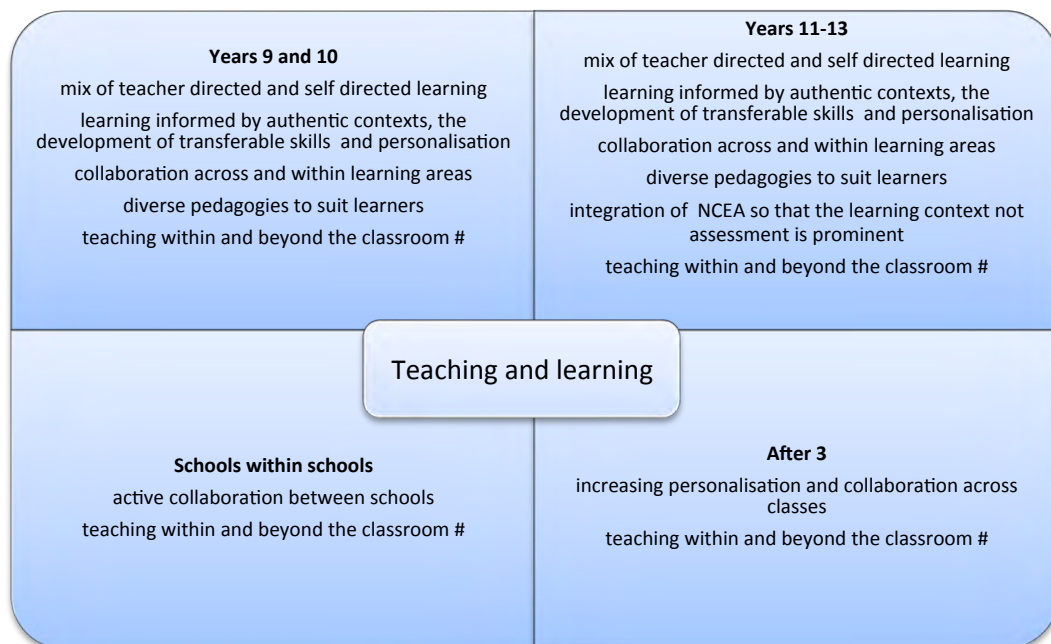 Years 9 and 10
mix of teacher directed and self directed learning
learning informed by authentic contexts, the
development of transferable skills and personalisation
collaboration across and within learning areas
diverse pedagogies to suit learners
teaching within and beyond the classroom #
Years 11-13
mix of teacher directed and self directed learning
learning informed by authentic contexts, the
development of transferable skills and personalisation
collaboration across and within learning areas
diverse pedagogies to suit learners
integration of NCEA so that the learning context not
assessment is prominent
teaching within and beyond the classroom #
Teaching and learning
Schools within schools
active collaboration between schools
teaching within and beyond the classroom #
After 3
increasing personalisation and collaboration across
classes
teaching within and beyond the classroom #